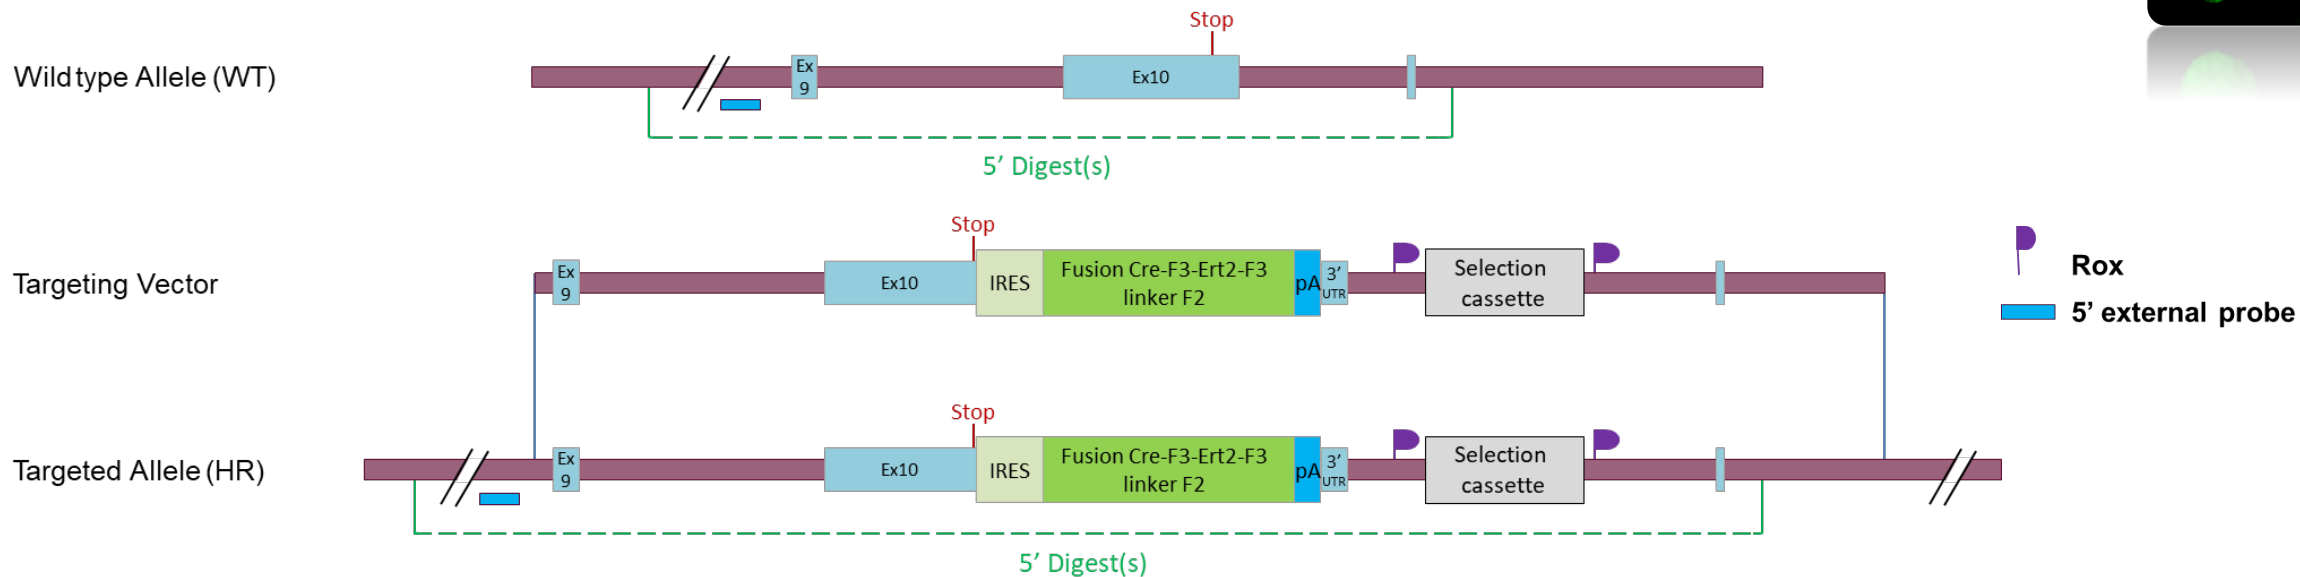 Stop
Wild type Allele (WT)
Ex
9
Ex10
5’ Digest(s)
Stop
Targeting Vector
Ex
9
Ex10
IRES
Fusion Cre-F3-Ert2-F3
linker F2
pA
3’
UTR
Selection
cassette
Rox
5’ external probe
Stop
Targeted Allele (HR)
Ex
9
Ex10
IRES
Fusion Cre-F3-Ert2-F3
linker F2
pA
3’
UTR
Selection
cassette
5’ Digest(s)